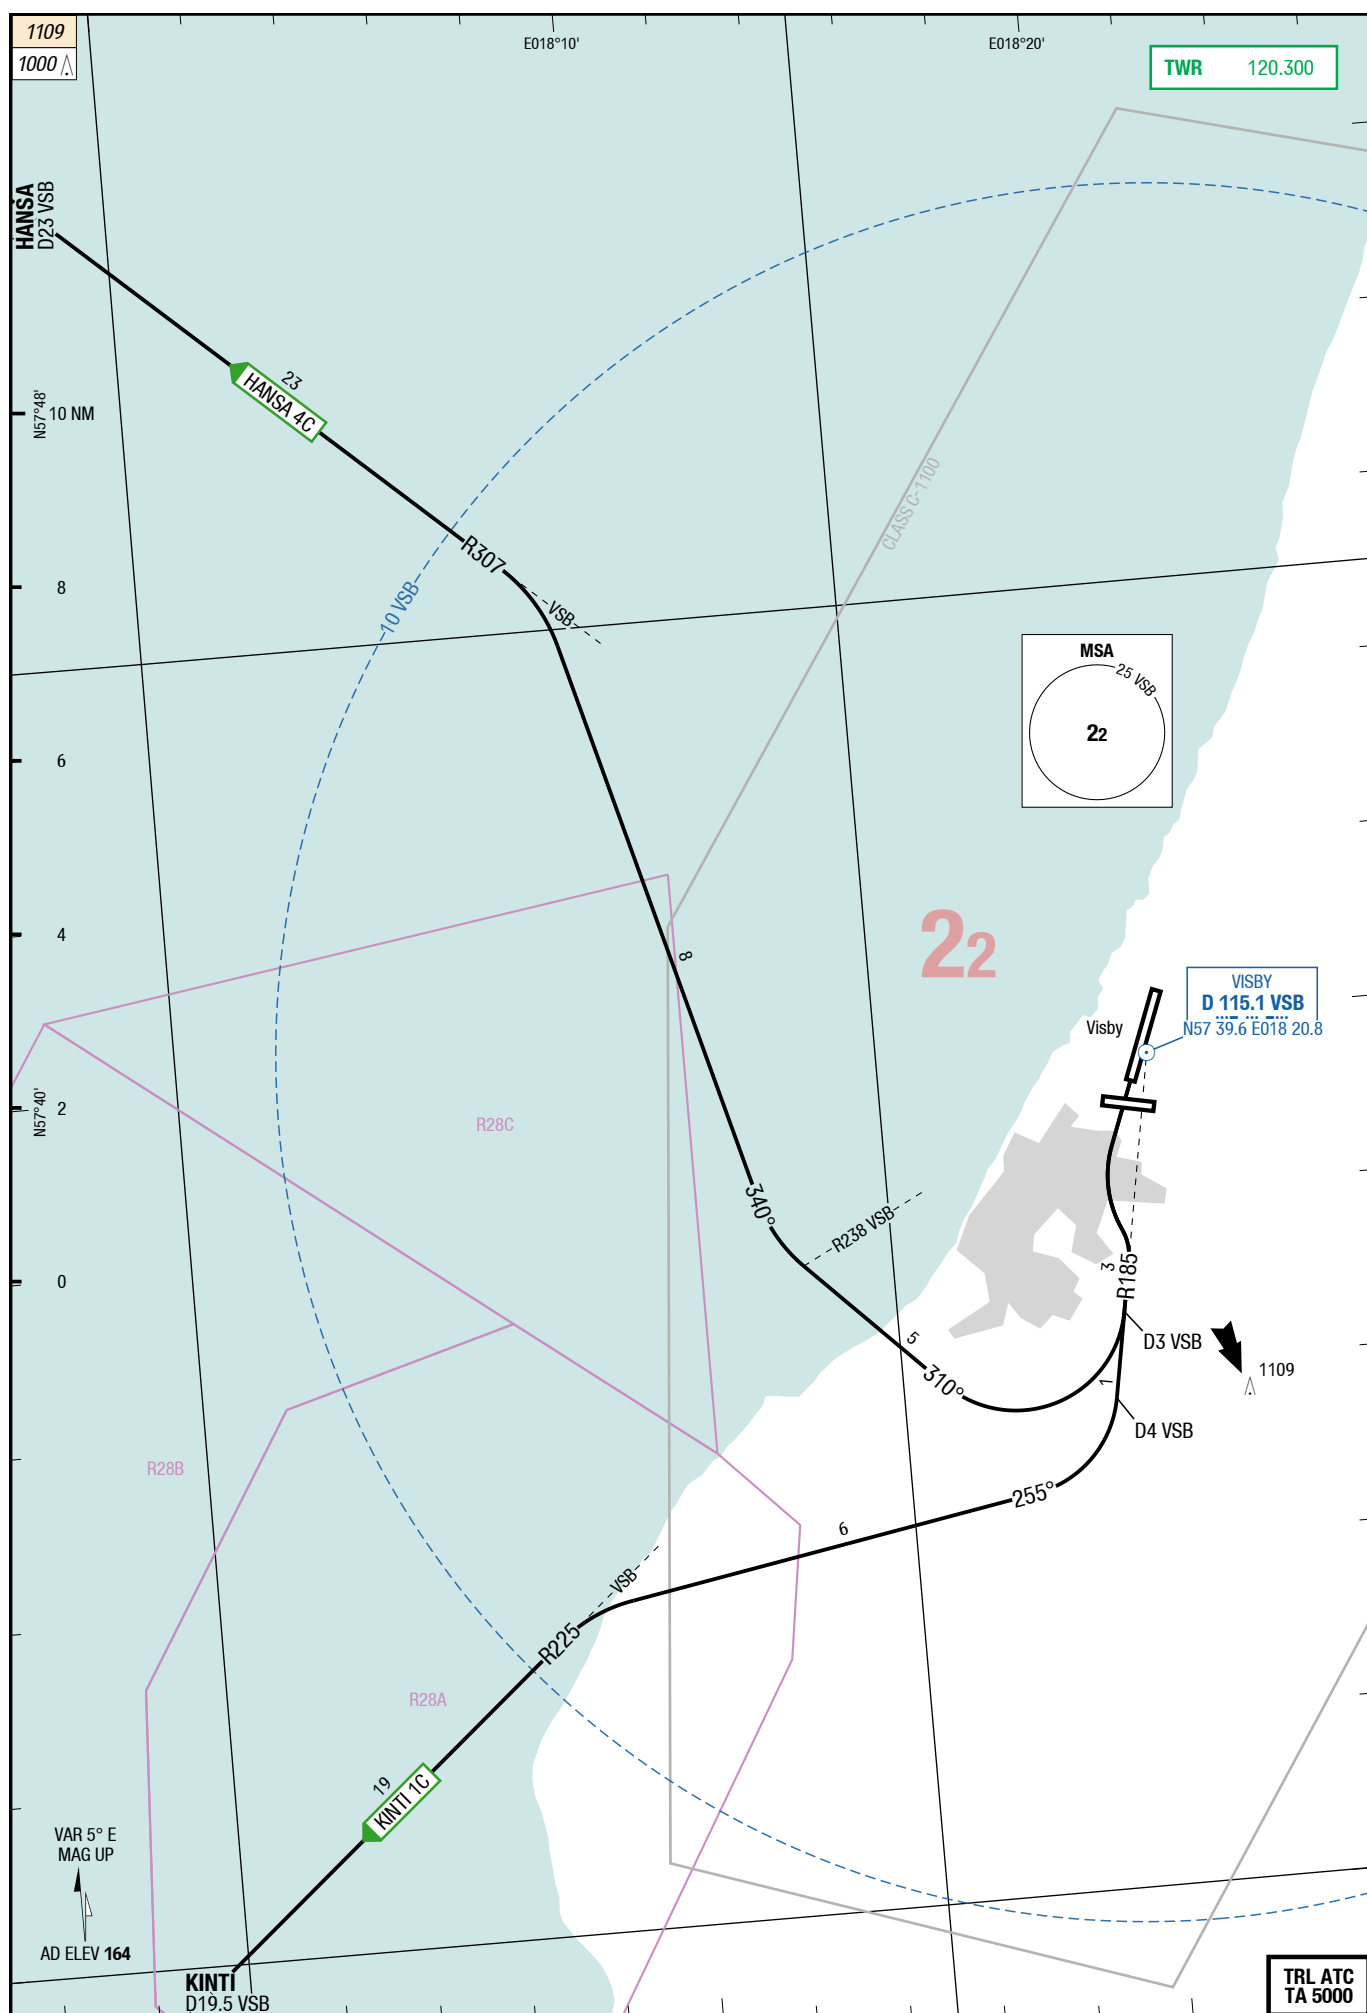 1109
1000
E018°10'
E018°20'
TWR 120.300
HANSA
D23 VSB
23
HANSA 4C
N57°48'
10 NM
CLASS C-1100
R307
VSB
10 VSB
8
MSA
25 VSB
22
6
4
8
22
VISBY
D 115.1 VSB
N57 39.6 E018 20.8
Visby
N57°40'
2
R28C
340°
R238 VSB
0
3
R185
D3 VSB
5
310°
1109
1
D4 VSB
R28B
255°
6
VSB
R225
R28A
19
KINTI 1C
VAR 5° E
MAG UP
AD ELEV 164
KINTI
D19.5 VSB
TRL ATC
TA 5000